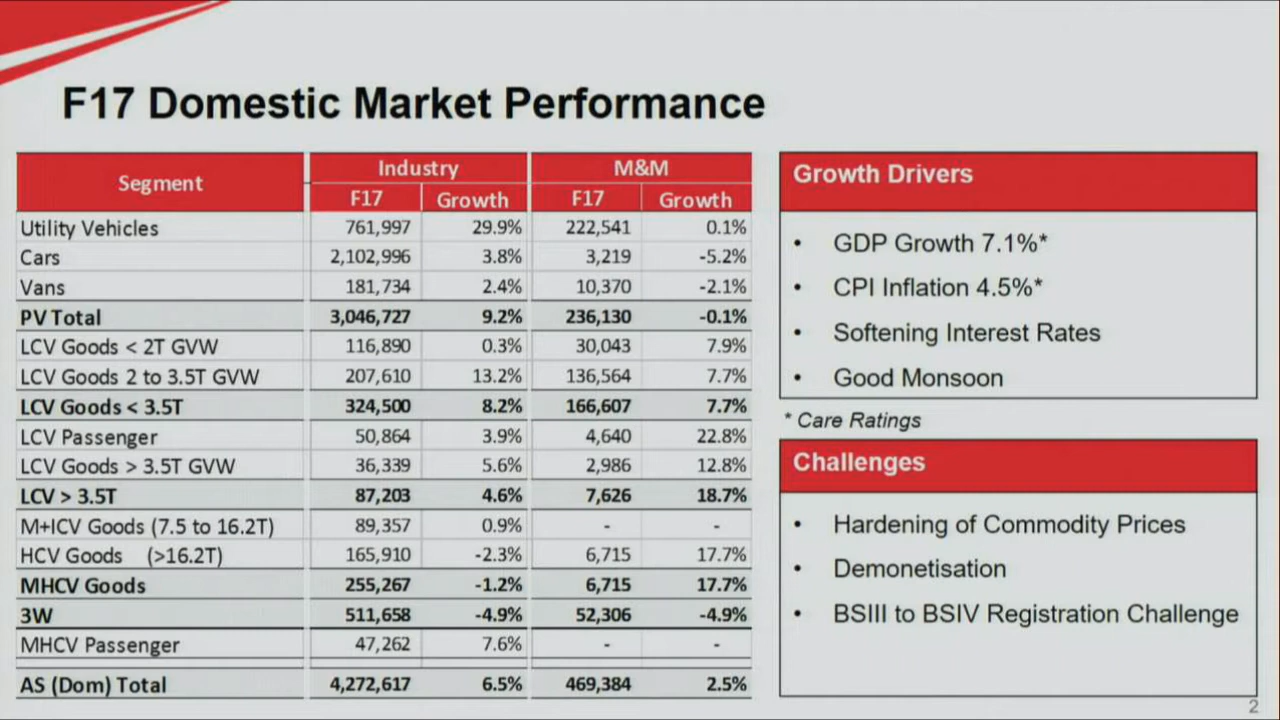 F17 Domestic Market Performance
Segment Industry M&M
F17 Growth F17 Growth
Utility Vehicles 761,997 29.9% 222,541 0.1%
Cars 2,102,996 3.8% 3,219 -5.2%
Vans 181,734 2.4% 10,370 -2.1%
PV Total 3,046,727 9.2% 236,130 -0.1%
LCV Goods < 2T GVW 116,890 0.3% 30,043 7.9%
LCV Goods 2 to 3.5T GVW 207,610 13.2% 136,564 7.7%
LCV Goods < 3.5T 324,500 8.2% 166,607 7.7%
LCV Passenger 50,864 3.9% 4,640 22.8%
LCV Goods > 3.5T GVW 36,339 5.6% 2,986 12.8%
LCV > 3.5T 87,203 4.6% 7,626 18.7%
M+ICV Goods (7.5 to 16.2T) 89,357 0.9% - -
HCV Goods (>16.2T) 165,910 -2.3% 6,715 17.7%
MHCV Goods 255,267 -1.2% 6,715 17.7%
3W 511,658 -4.9% 52,306 -4.9%
MHCV Passenger 47,262 7.6% - -
AS (Dom) Total 4,272,617 6.5% 469,384 2.5%
Growth Drivers
• GDP Growth 7.1%*
• CPI Inflation 4.5%*
• Softening Interest Rates
• Good Monsoon
* Care Ratings
Challenges
• Hardening of Commodity Prices
• Demonetisation
• BSIII to BSIV Registration Challenge
2